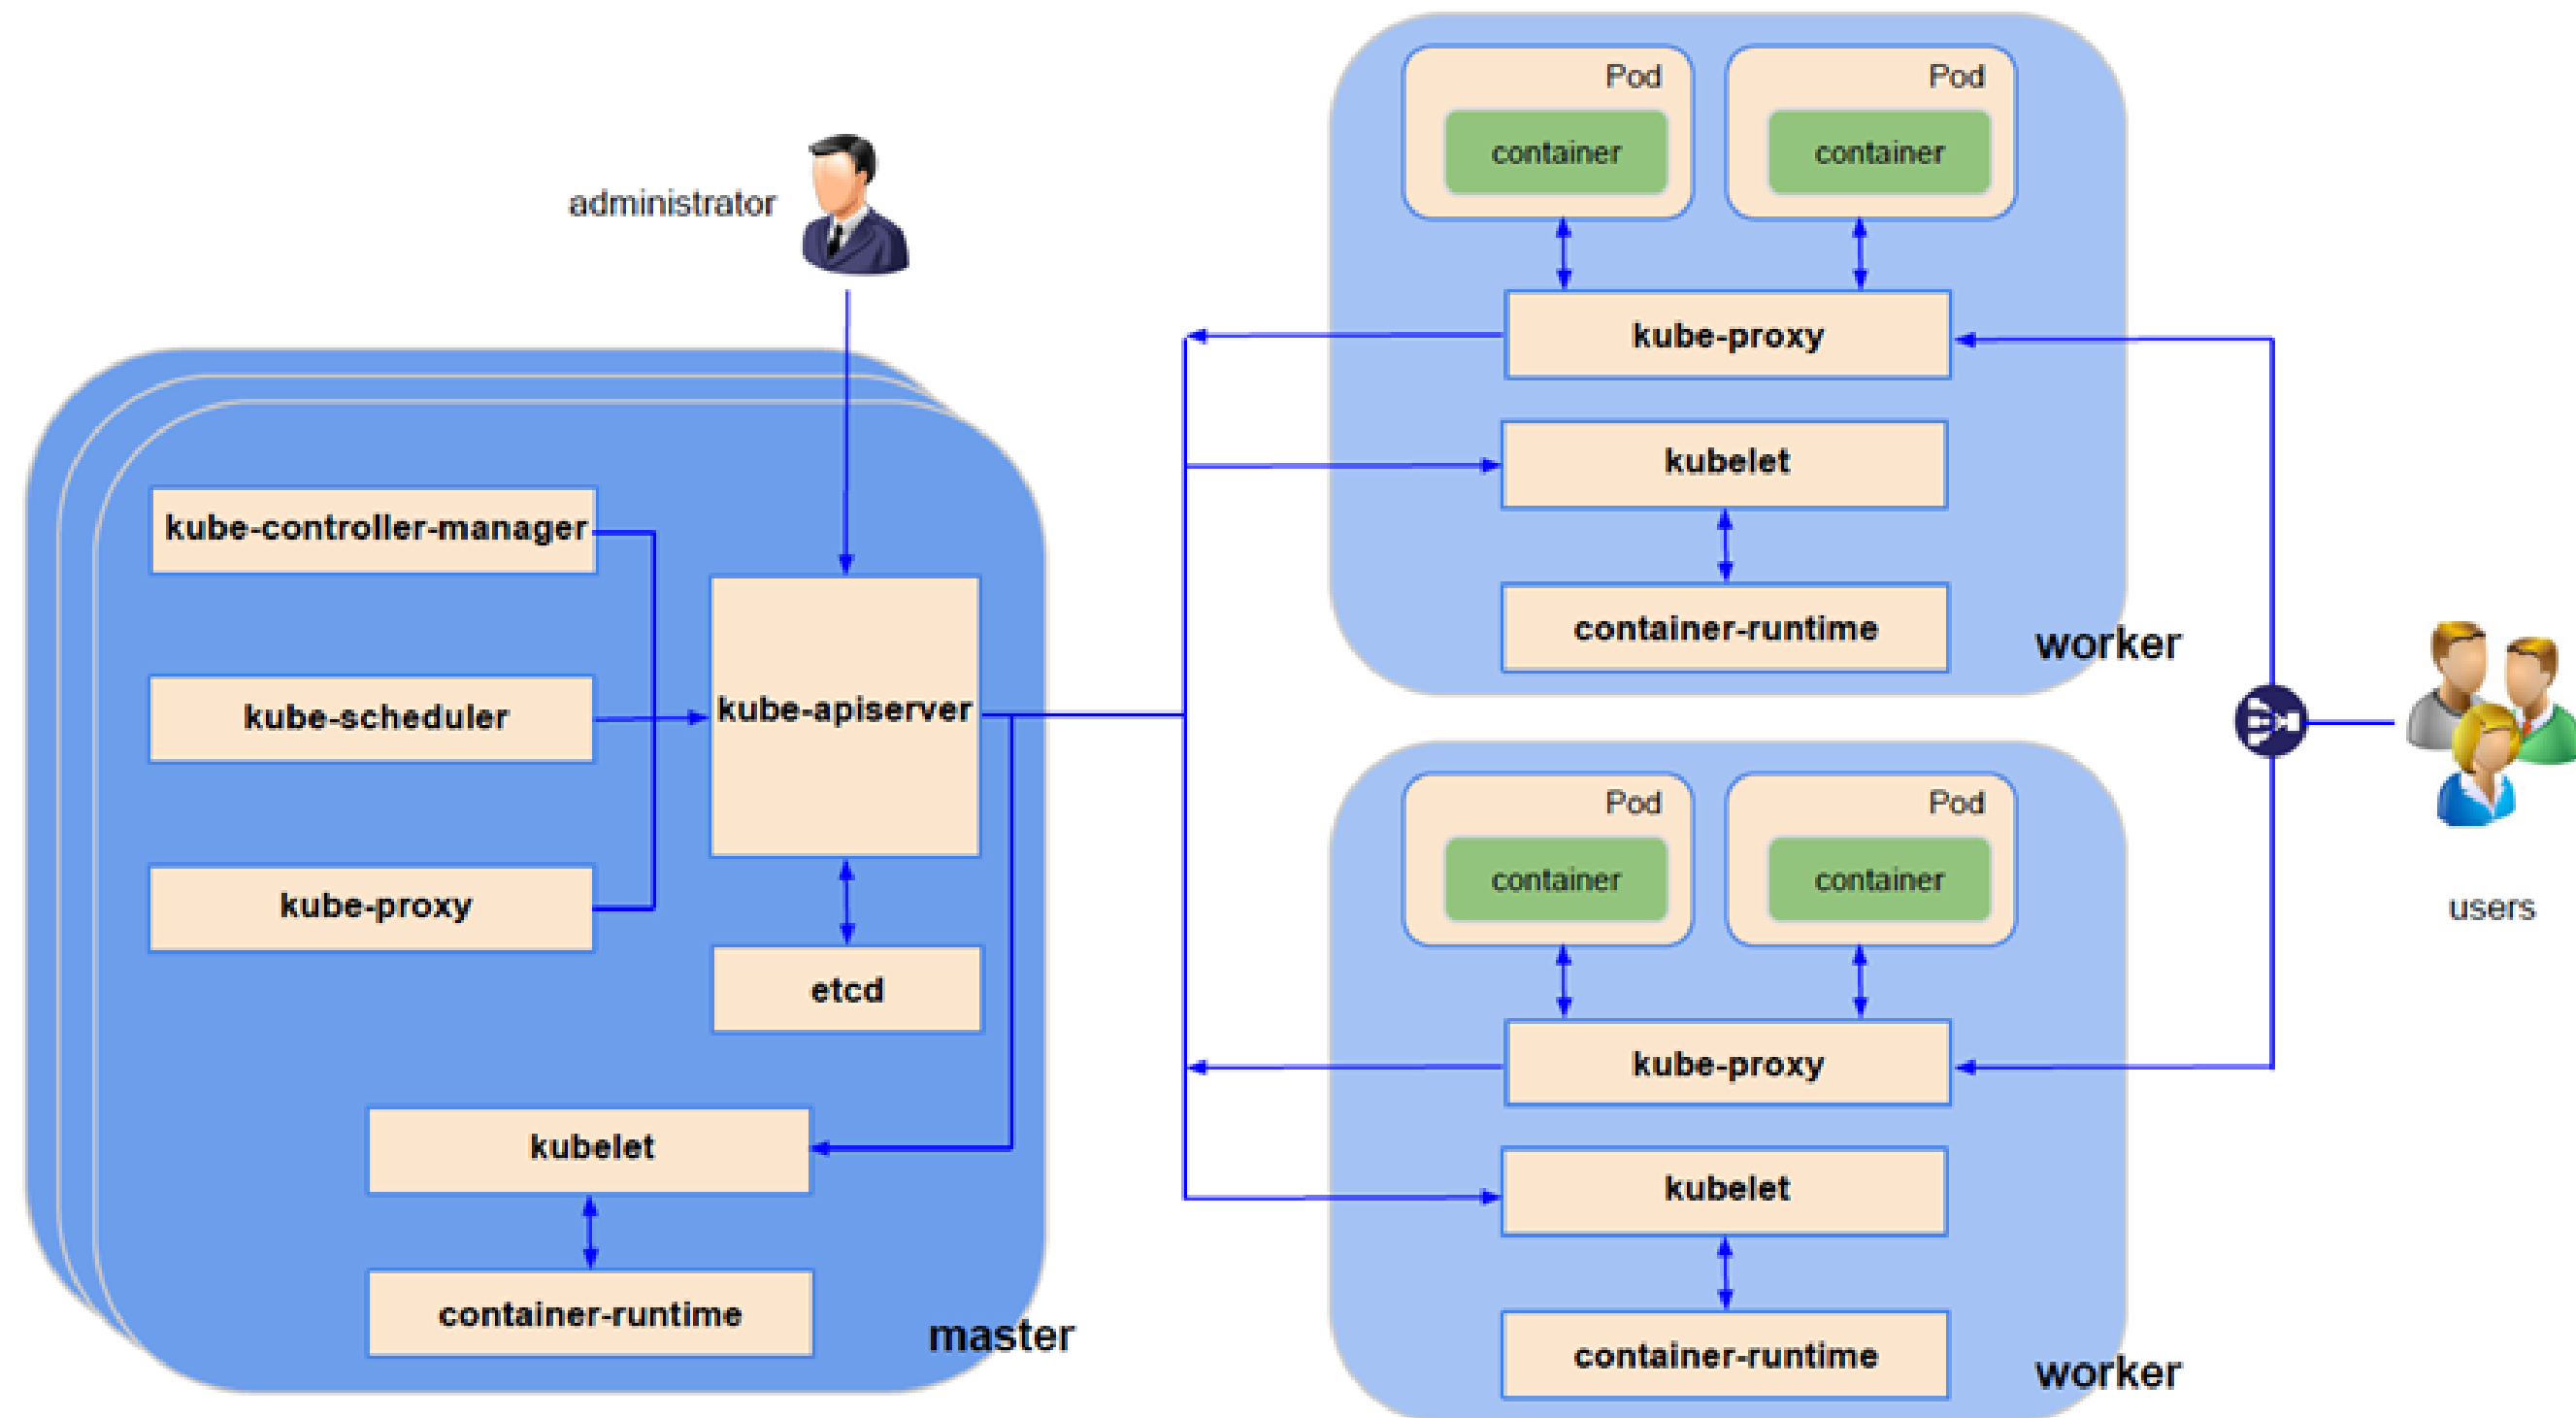 administrator
kube-controller-manager
kube-scheduler
kube-proxy
kube-apiserver
etcd
kubelet
container-runtime
master
Pod
container
Pod
container
kube-proxy
kubelet
container-runtime
worker
Pod
container
Pod
container
kube-proxy
kubelet
container-runtime
worker
users